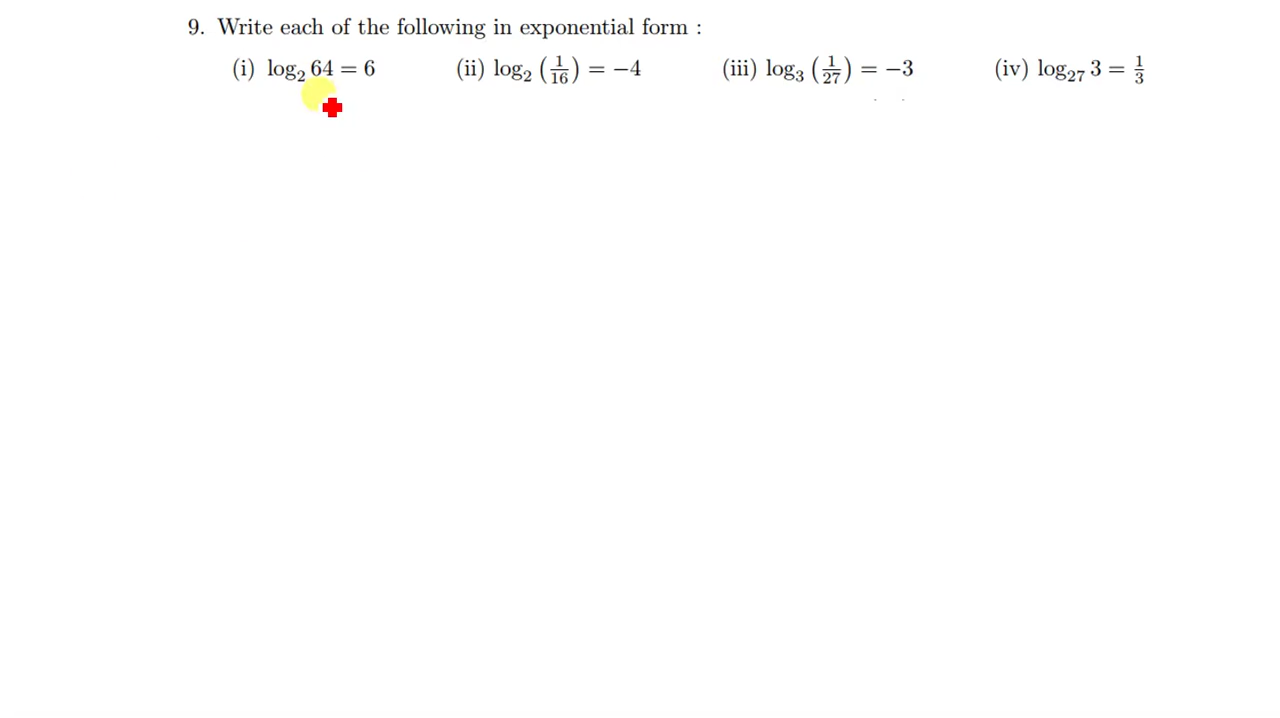 9. Write each of the following in exponential form :
(i) log₂ 64 = 6 (ii) log₂ (1/16) = −4 (iii) log₃ (1/27) = −3 (iv) log₂₇ 3 = 1/3